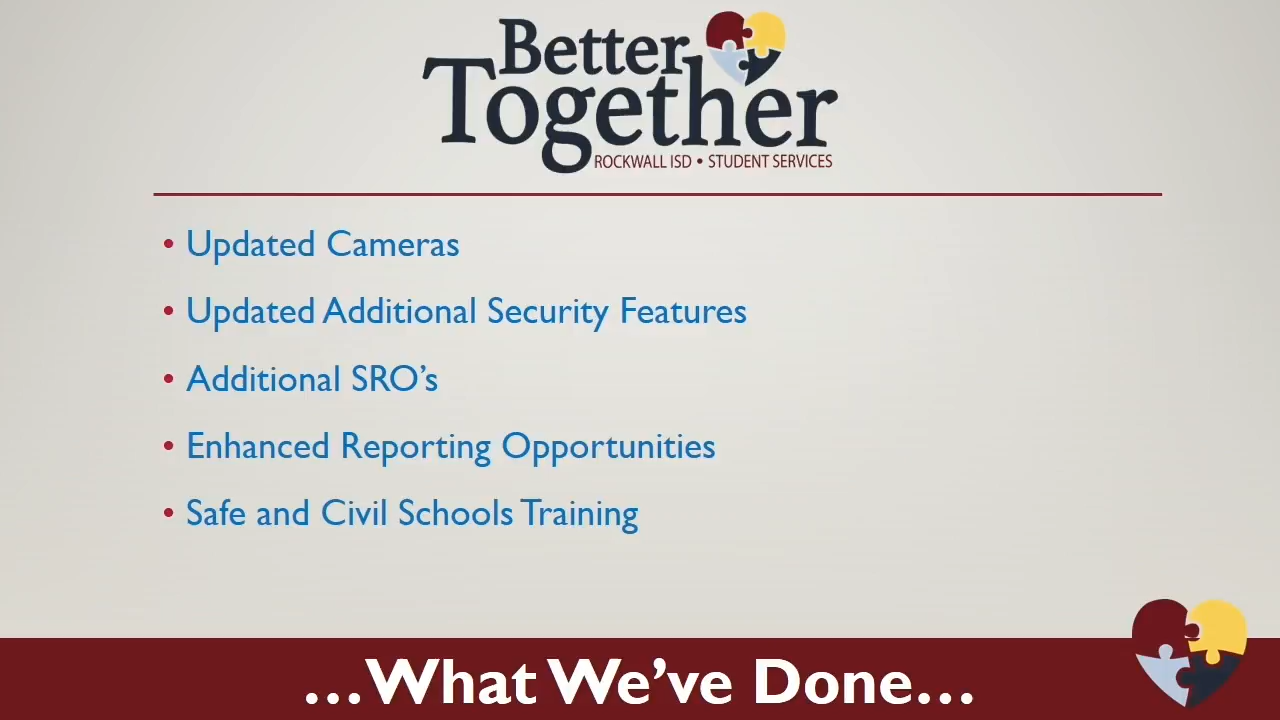 Better
Together
ROCKWALL ISD • STUDENT SERVICES
• Updated Cameras
• Updated Additional Security Features
• Additional SRO’s
• Enhanced Reporting Opportunities
• Safe and Civil Schools Training
...What We’ve Done...